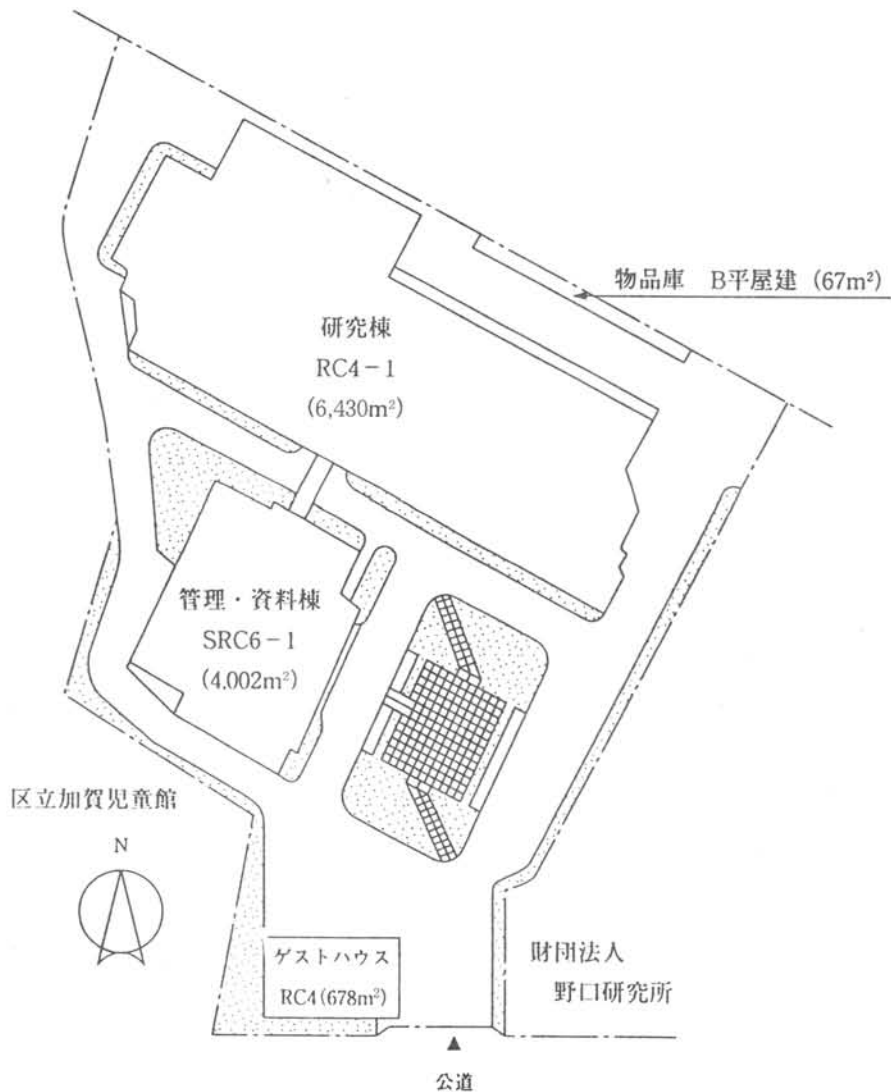 物品庫 B平屋建 (67m²)
研究棟
RC4-1
(6,430m²)
管理・資料棟
SRC6-1
(4,002m²)
区立加賀児童館
N
ゲストハウス
RC4(678m²)
財団法人
野口研究所
公道